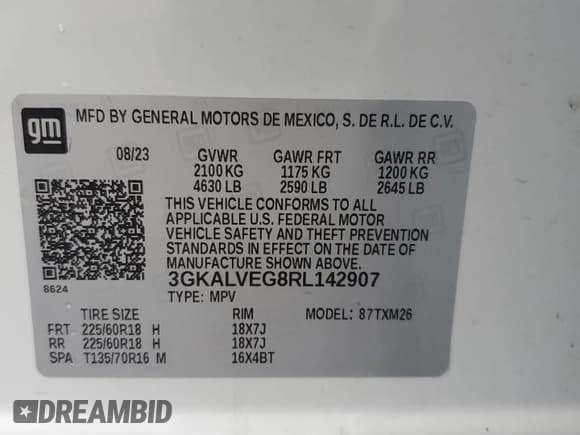 gm
MFD BY GENERAL MOTORS DE MEXICO, S. DE R.L. DE C.V.
08/23 GVWR GAWR FRT GAWR RR
2100 KG 1175 KG 1200 KG
4630 LB 2590 LB 2645 LB
THIS VEHICLE CONFORMS TO ALL
APPLICABLE U.S. FEDERAL MOTOR
VEHICLE SAFETY AND THEFT PREVENTION
STANDARDS IN EFFECT ON THE DATE OF
MANUFACTURE SHOWN ABOVE.
8624 3GKALVEG8RL142907
TYPE: MPV
TIRE SIZE RIM MODEL: 87TXM26
FRT 225/60R18 H 18X7J
RR 225/60R18 H 18X7J
SPA T135/70R16 M 16X4BT
DREAMBID